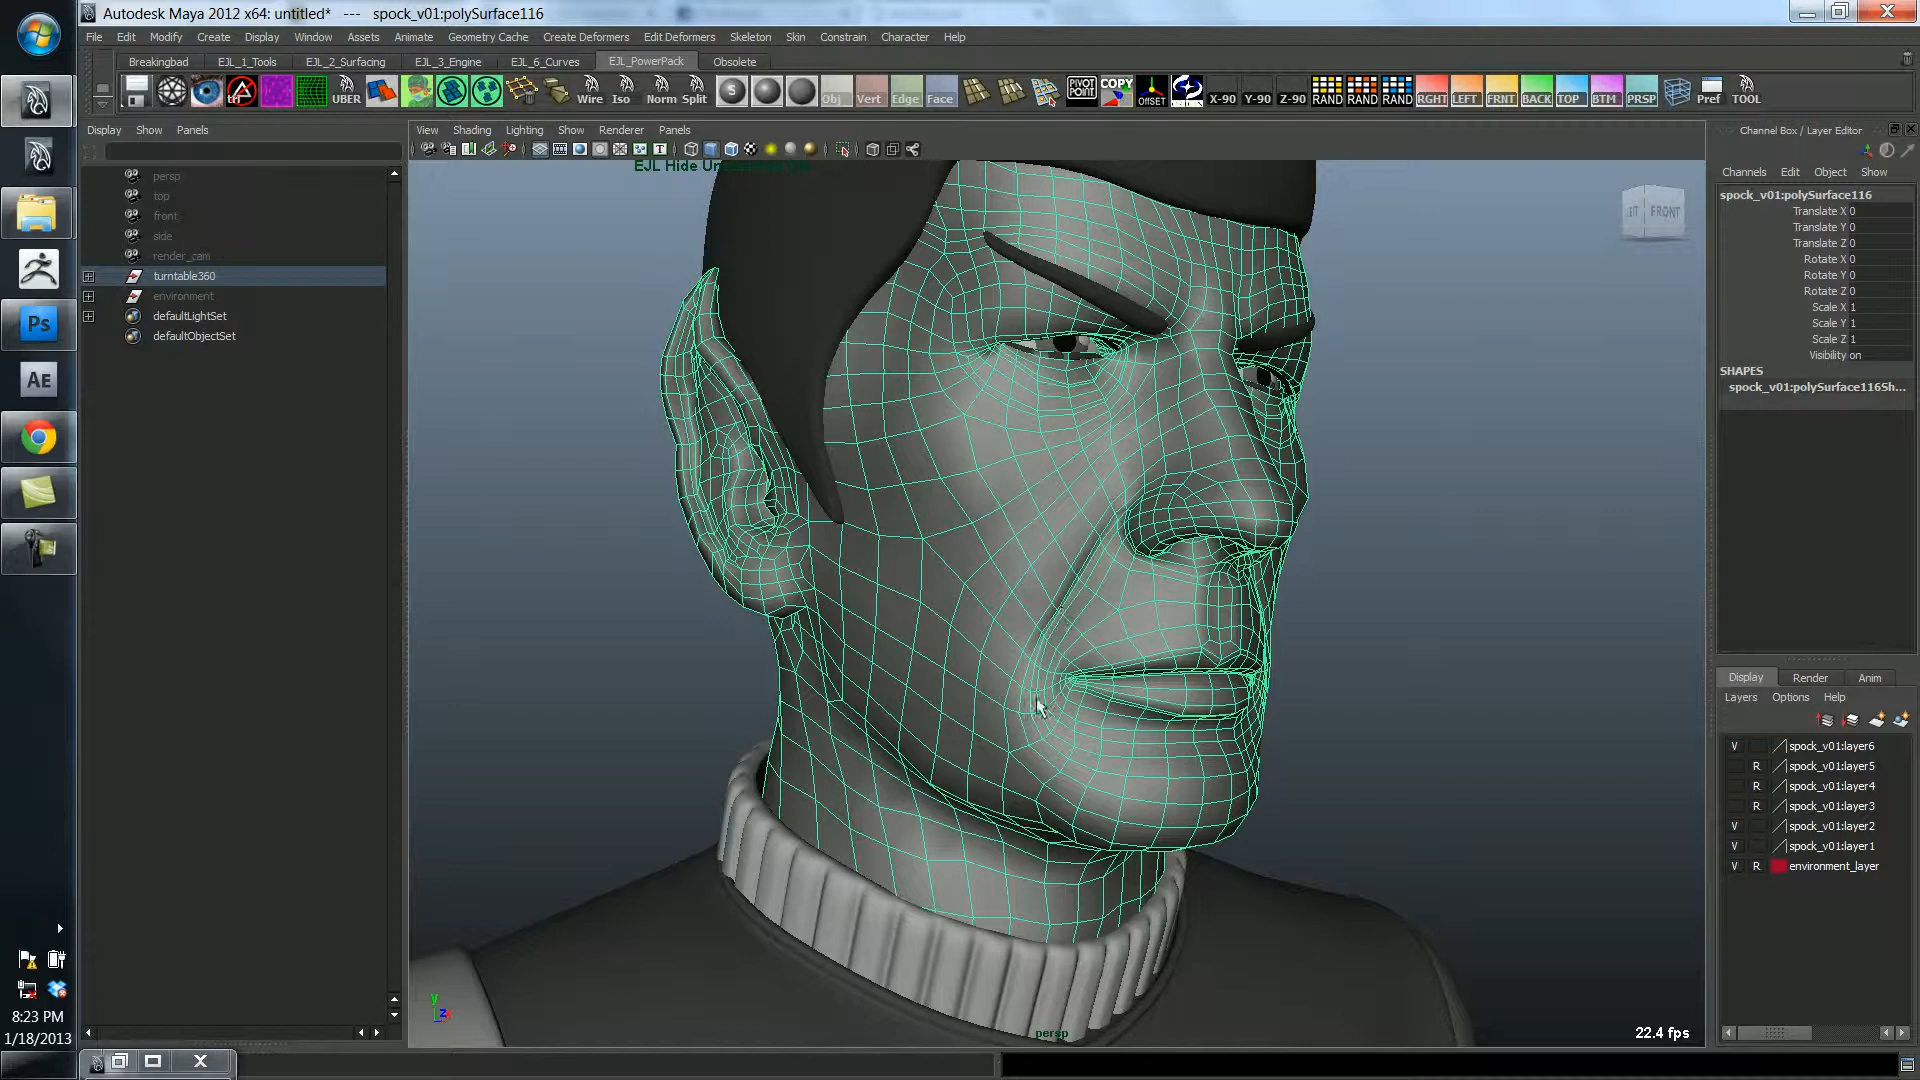 Autodesk Maya 2012 x64: untitled* --- spock_v01:polySurface116
File Edit Modify Create Display Window Assets Animate Geometry Cache Create Deformers Edit Deformers Skeleton Skin Constrain Character Help
Breakingbad EJL_1_Tools EJL_2_Surfacing EJL_3_Engine EJL_6_Curves EJL_PowerPack Obsolete
tri UBER Wire Iso Norm Split S Obj Vert Edge Face PIVOT POINT COPY OFFSET X-90 Y-90 Z-90 RAND RAND RAND RGHT LEFT FRNT BACK TOP BTM PRSP Pref TOOL
Display Show Panels
View Shading Lighting Show Renderer Panels
Channel Box / Layer Editor
EJL Hide
persp
top
front
side
render_cam
turntable360
environment
defaultLightSet
defaultObjectSet
FRONT
Channels Edit Object Show
spock_v01:polySurface116
Translate X 0
Translate Y 0
Translate Z 0
Rotate X 0
Rotate Y 0
Rotate Z 0
Scale X 1
Scale Y 1
Scale Z 1
Visibility on
SHAPES
spock_v01:polySurface116Sh...
Display Render Anim
Layers Options Help
V spock_v01:layer6
R spock_v01:layer5
R spock_v01:layer4
R spock_v01:layer3
V spock_v01:layer2
V spock_v01:layer1
V R environment_layer
Ps
AE
8:23 PM
1/18/2013
y
z
x
persp
22.4 fps